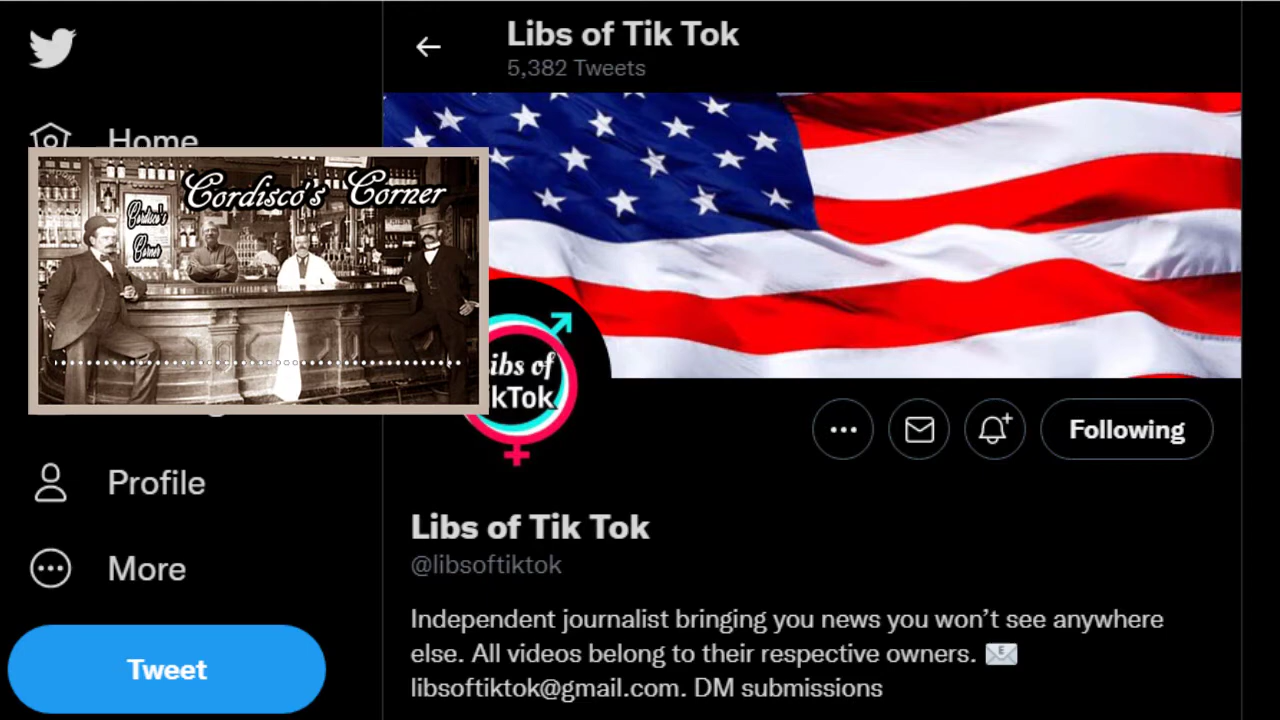 Libs of Tik Tok
5,382 Tweets
Home
Cordisco's Corner
Cordisco's
Corner
ibs of
kTok
Following
Profile
Libs of Tik Tok
@libsoftiktok
More
Independent journalist bringing you news you won’t see anywhere
else. All videos belong to their respective owners.
libsoftiktok@gmail.com. DM submissions
Tweet